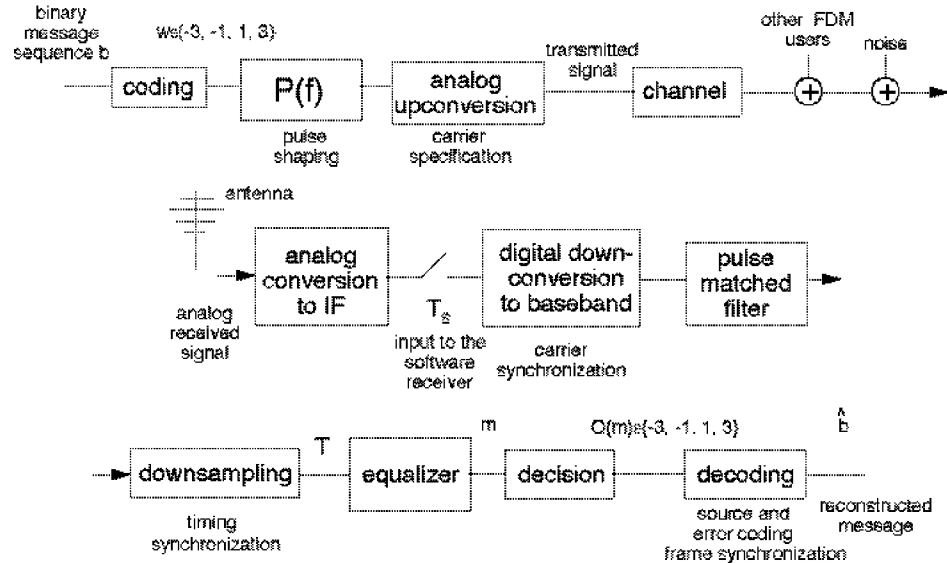 binary
message
sequence b
ws{-3, -1, 1, 3}
coding
P(f)
pulse
shaping
analog
upconversion
carrier
specification
transmitted
signal
channel
other FDM
users
noise
+
+
antenna
analog
received
signal
analog
conversion
to IF
Ts
input to the
software
receiver
digital down-
conversion
to baseband
carrier
synchronization
pulse
matched
filter
downsampling
timing
synchronization
T
equalizer
m
decision
Q(m)ε{-3, -1, 1, 3}
decoding
source and
error coding
frame synchronization
b̂
reconstructed
message